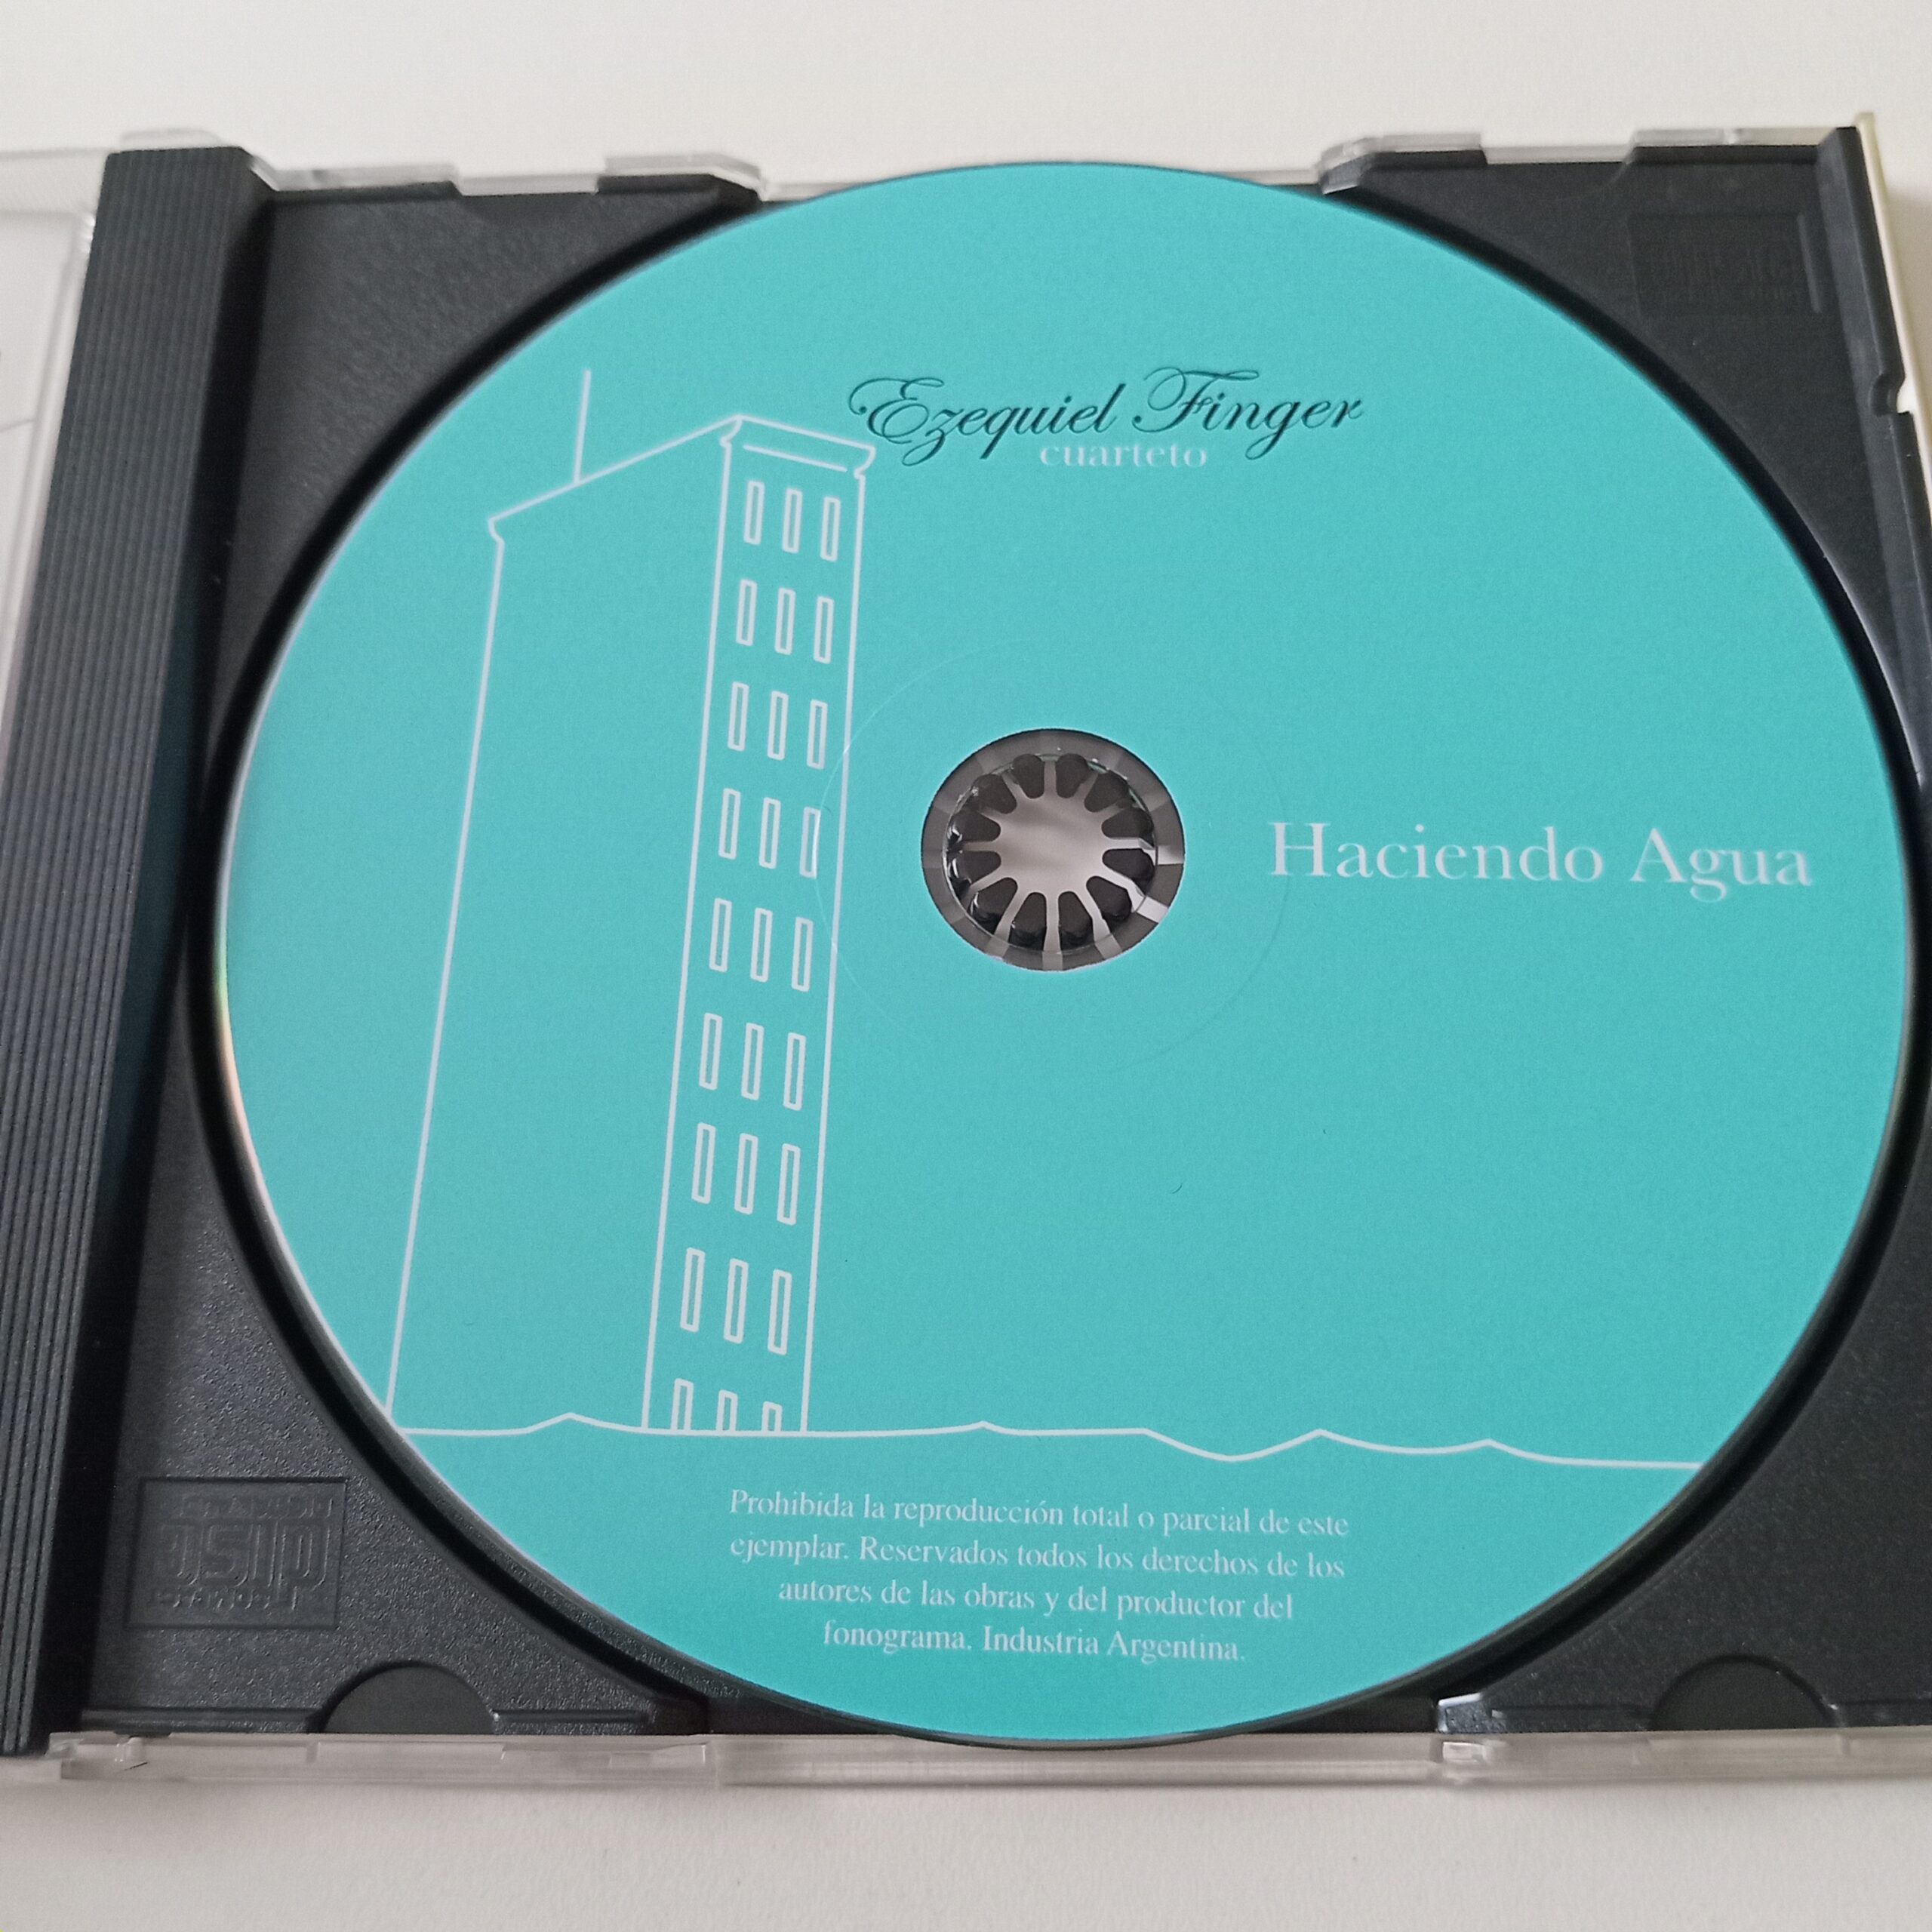 Ezequiel Finger
cuarteto
Haciendo Agua
Prohibida la reproducción total o parcial de este
ejemplar. Reservados todos los derechos de los
autores de las obras y del productor del
fonograma. Industria Argentina.